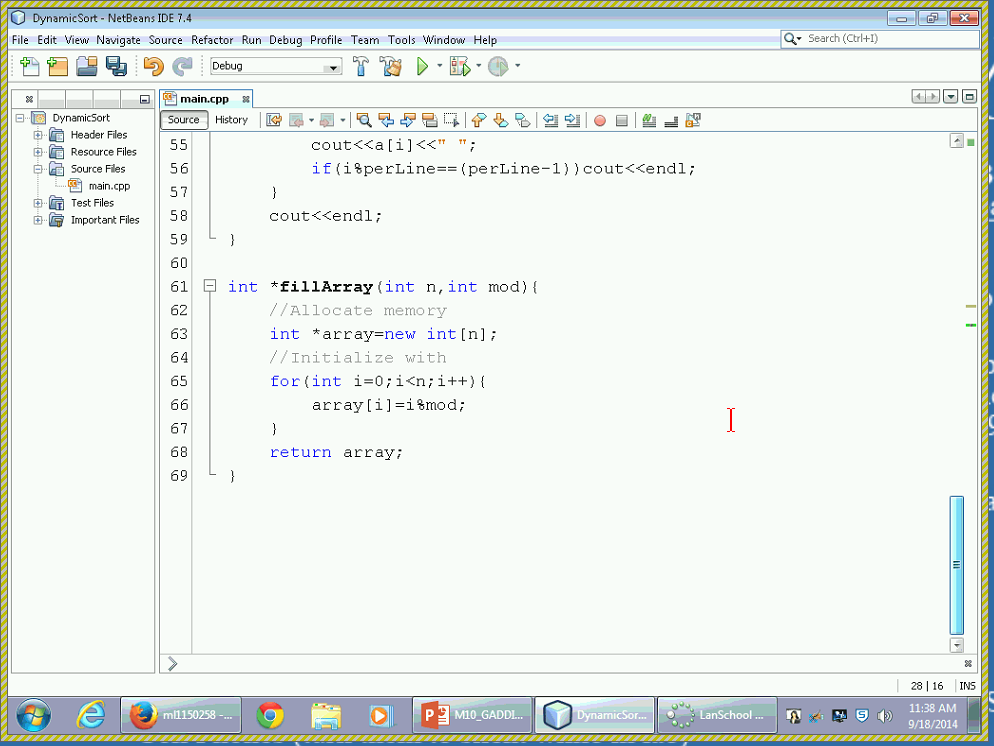 DynamicSort - NetBeans IDE 7.4
File Edit View Navigate Source Refactor Run Debug Profile Team Tools Window Help
Search (Ctrl+I)
Debug
main.cpp
Source History
DynamicSort
Header Files
Resource Files
Source Files
main.cpp
Test Files
Important Files
55 cout<<a[i]<<" ";
56 if(i%perLine==(perLine-1))cout<<endl;
57 }
58 cout<<endl;
59 }
60
61 int *fillArray(int n,int mod){
62 //Allocate memory
63 int *array=new int[n];
64 //Initialize with
65 for(int i=0;i<n;i++){
66 array[i]=i%mod;
67 }
68 return array;
69 }
28 | 16 INS
ml1150258 -...
M10_GADDI...
DynamicSor...
LanSchool ...
11:38 AM
9/18/2014